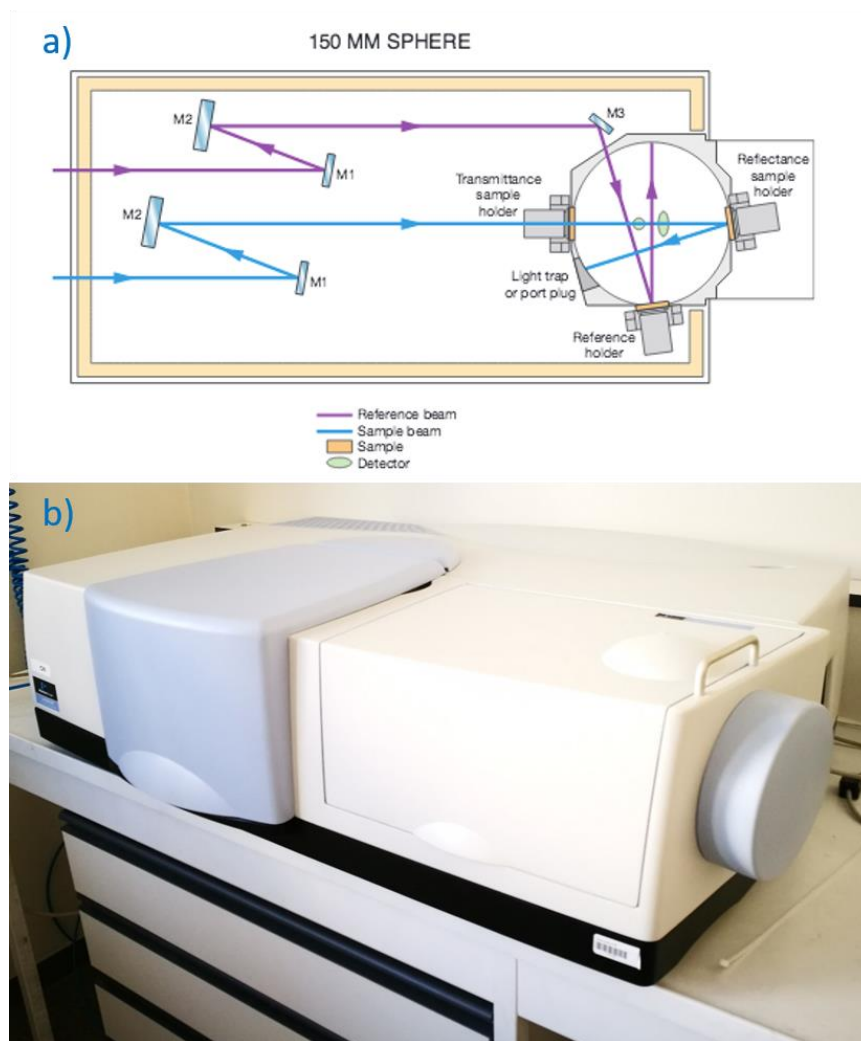 a)
150 MM SPHERE
M2
M3
M1
Transmittance
sample
holder
Reflectance
sample
holder
M2
M1
Light trap
or port plug
Reference
holder
Reference beam
Sample beam
Sample
Detector
b)